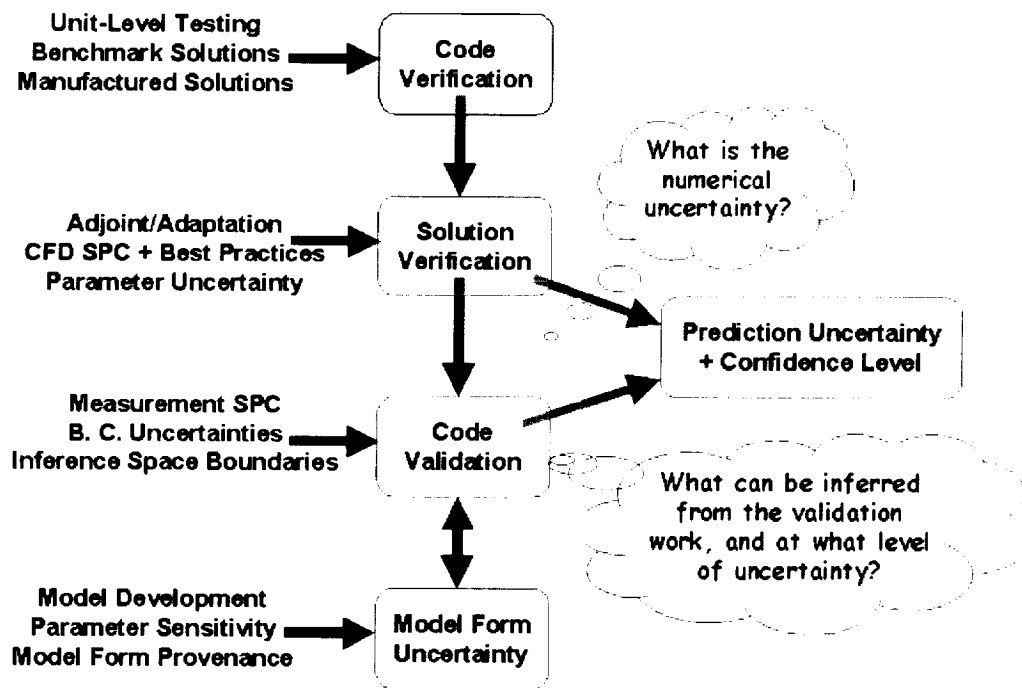 Unit-Level Testing
Benchmark Solutions
Manufactured Solutions
Code
Verification
What is the
numerical
uncertainty?
Adjoint/Adaptation
CFD SPC + Best Practices
Parameter Uncertainty
Solution
Verification
Prediction Uncertainty
+ Confidence Level
Measurement SPC
B. C. Uncertainties
Inference Space Boundaries
Code
Validation
What can be inferred
from the validation
work, and at what level
of uncertainty?
Model Development
Parameter Sensitivity
Model Form Provenance
Model Form
Uncertainty